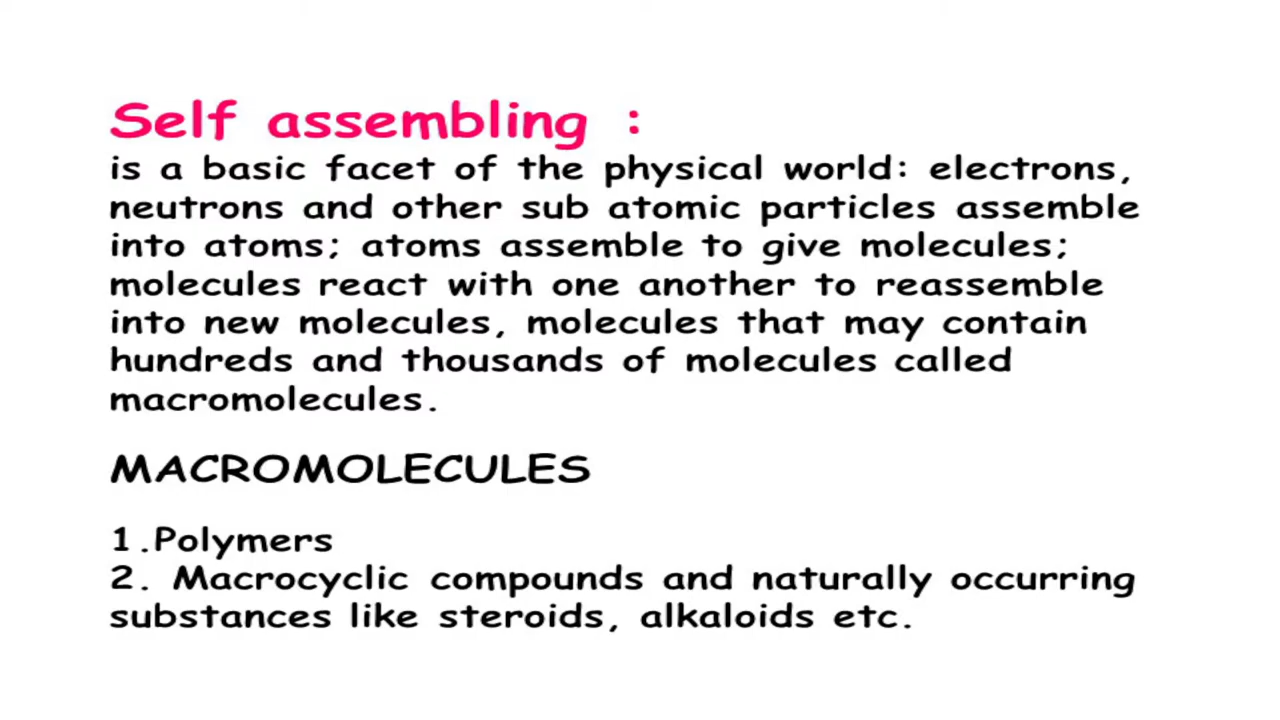 Self assembling :
is a basic facet of the physical world: electrons,
neutrons and other sub atomic particles assemble
into atoms; atoms assemble to give molecules;
molecules react with one another to reassemble
into new molecules, molecules that may contain
hundreds and thousands of molecules called
macromolecules.
MACROMOLECULES
1.Polymers
2. Macrocyclic compounds and naturally occurring
substances like steroids, alkaloids etc.